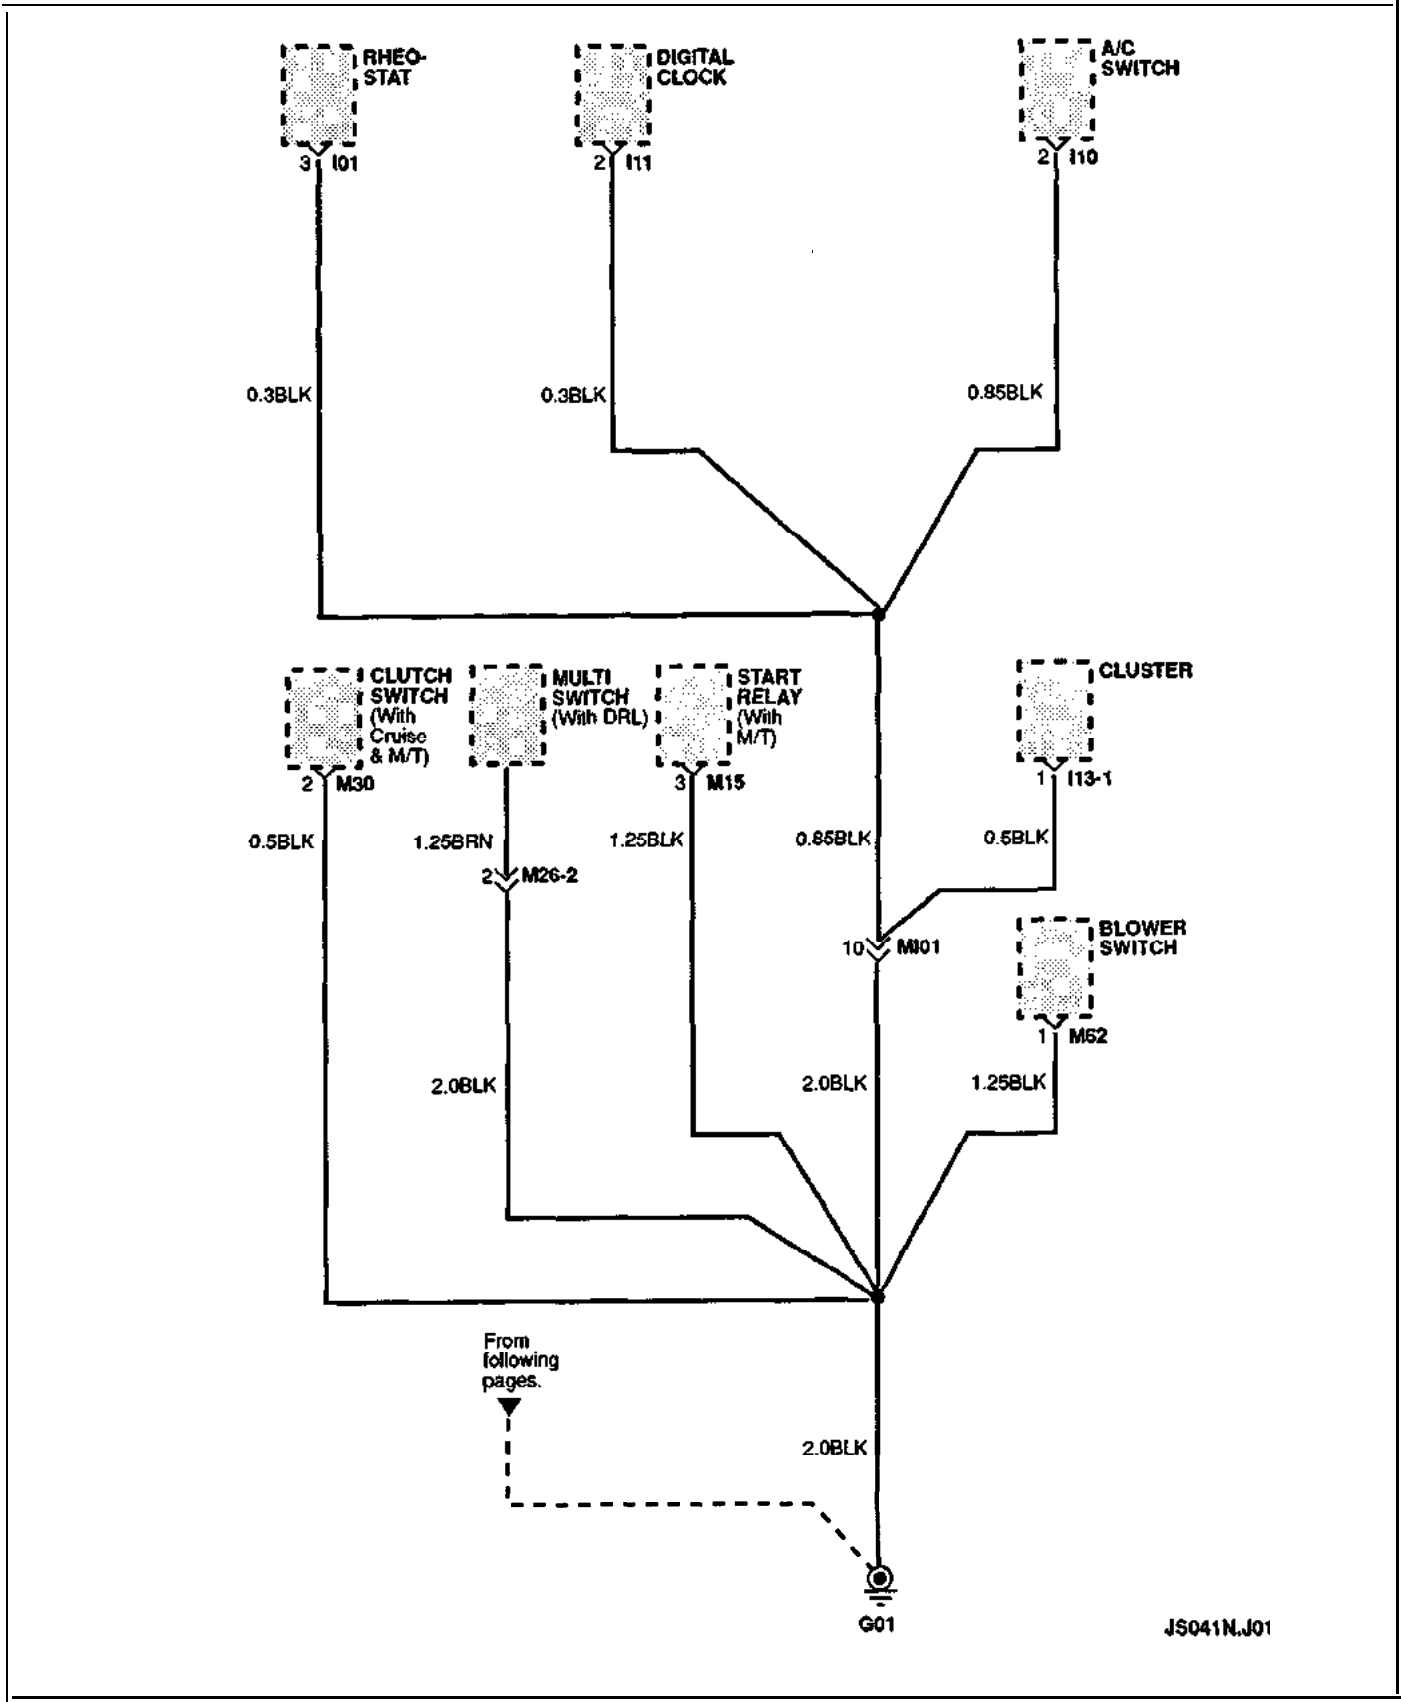 RHEO-
STAT
DIGITAL
CLOCK
A/C
SWITCH
3 I01
2 I11
2 I10
0.3BLK
0.3BLK
0.85BLK
CLUTCH
SWITCH
(With
Cruise
& M/T)
MULTI
SWITCH
(With DRL)
START
RELAY
(With
M/T)
CLUSTER
2 M30
3 M15
1 I13-1
0.5BLK
1.25BRN
1.25BLK
0.85BLK
0.5BLK
2 M26-2
BLOWER
SWITCH
10 MI01
1 M62
2.0BLK
2.0BLK
1.25BLK
From
following
pages.
2.0BLK
G01
JS041N.J01